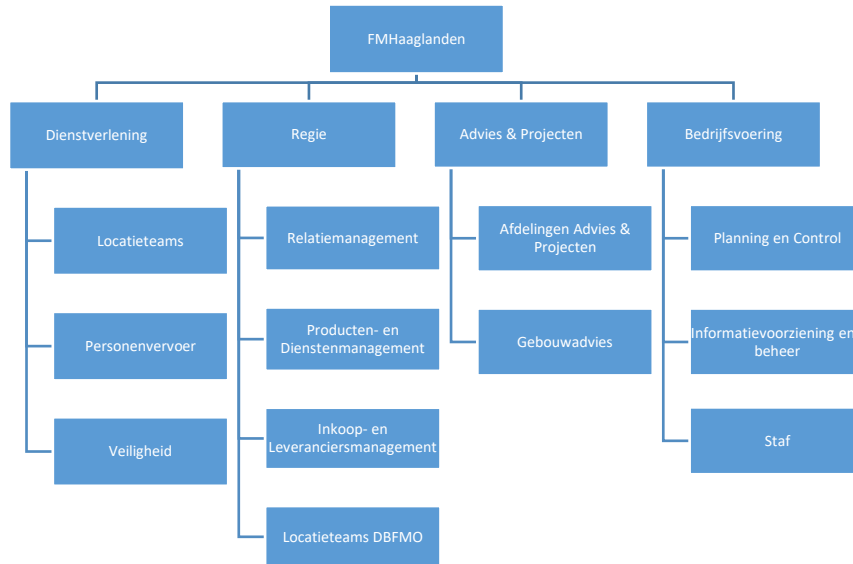 FMHaaglanden
Dienstverlening
Regie
Advies & Projecten
Bedrijfsvoering
Locatieteams
Relatiemanagement
Afdelingen Advies &
Projecten
Planning en Control
Personenvervoer
Producten- en
Dienstenmanagement
Gebouwadvies
Informatievoorziening en
beheer
Veiligheid
Inkoop- en
Leveranciersmanagement
Staf
Locatieteams DBFMO